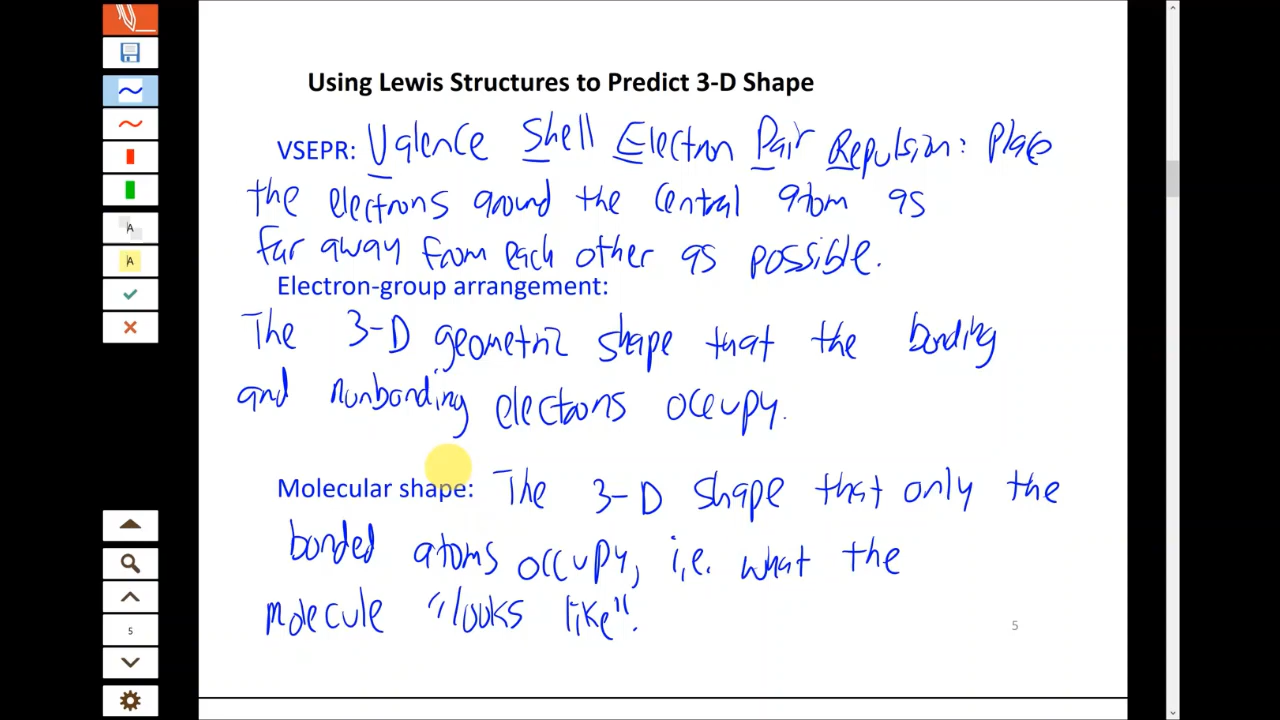 Using Lewis Structures to Predict 3-D Shape
VSEPR: Valence Shell Electron Pair Repulsion: Place
the electrons around the central atom as
far away from each other as possible.
Electron-group arrangement:
The 3-D geometric shape that the bonding
and nonbonding electrons occupy.
Molecular shape: The 3-D shape that only the
bonded atoms occupy, i.e. what the
molecule "looks like".
A
A
5
5